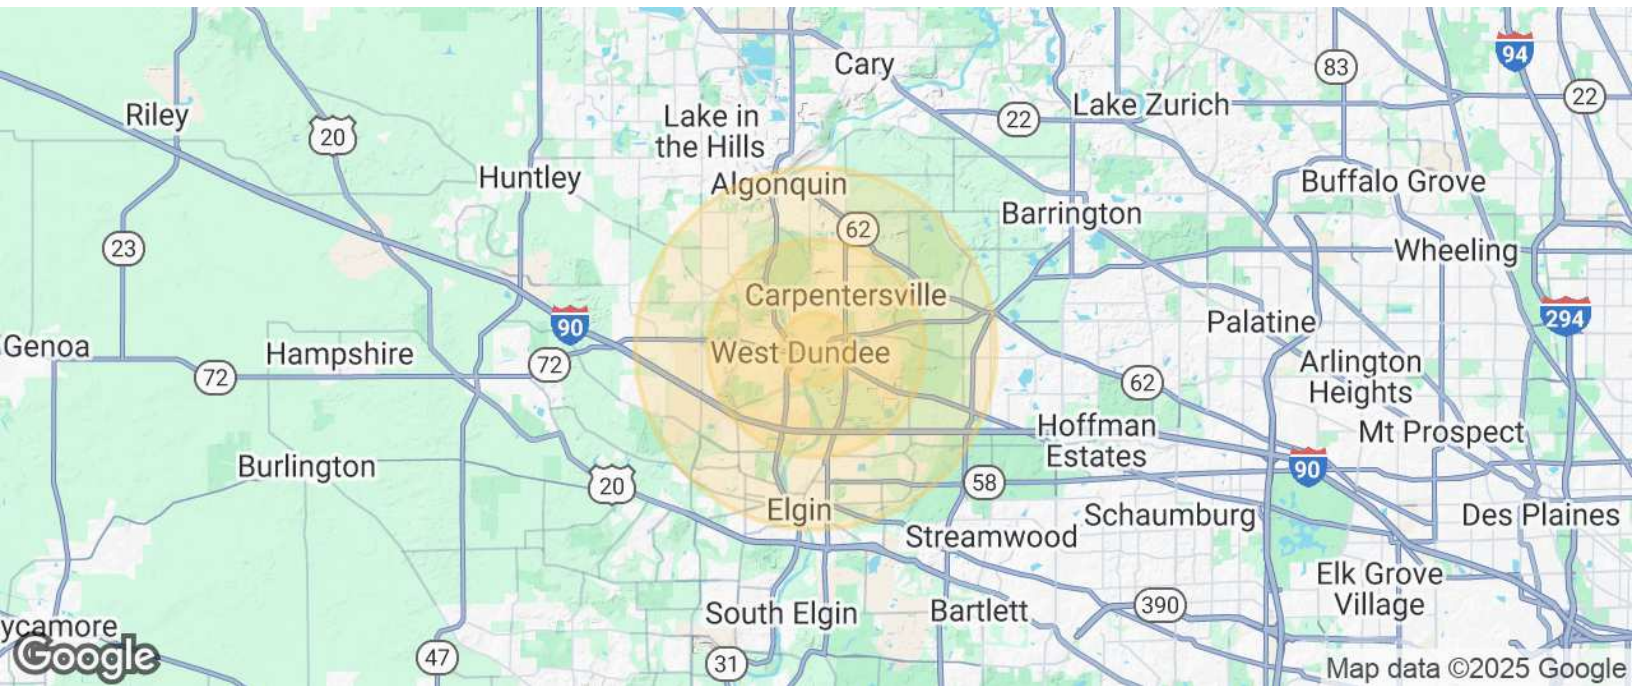 Cary
94
83
22
Lake Zurich
22
Riley
20
Lake in
the Hills
Huntley
Algonquin
62
Buffalo Grove
Barrington
23
Wheeling
Carpentersville
90
294
Palatine
Genoa
Hampshire
72
72
West Dundee
Arlington
Heights
62
Hoffman
Estates
Mt Prospect
Burlington
90
20
58
Elgin
Schaumburg
Des Plaines
Streamwood
Elk Grove
Village
South Elgin
Bartlett
390
ycamore
Google
47
31
Map data ©2025 Google